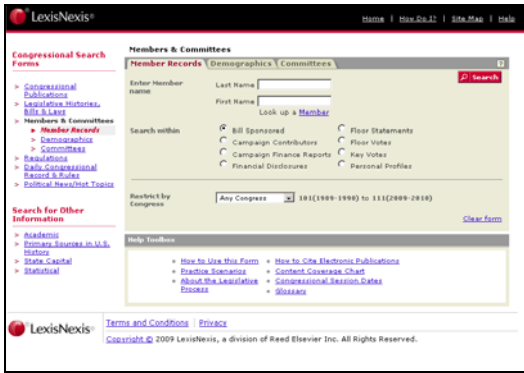 LexisNexis®
Home | How Do I? | Site Map | Help
Congressional Search Forms
> Congressional Publications
> Legislative Histories, Bills & Laws
> Members & Committees
Member Records
> Demographics
> Committees
> Regulations
> Daily Congressional Record & Rules
> Political News/Hot Topics
Search for Other Information
> Academic
> Primary Sources in U.S. History
> State Capital
> Statistical
Members & Committees
Member Records Demographics Committees ?
Search
Enter Member name
Last Name
First Name
Look up a Member
Search within
Bill Sponsored
Floor Statements
Campaign Contributors
Floor Votes
Campaign Finance Reports
Key Votes
Financial Disclosures
Personal Profiles
Restrict by Congress
Any Congress 101(1989-1990) to 111(2009-2010)
Clear form
Help Toolbox
How to Use this Form
How to Cite Electronic Publications
Practice Scenarios
Content Coverage Chart
About the Legislative Process
Congressional Session Dates
Glossary
LexisNexis®
Terms and Conditions | Privacy
Copyright © 2009 LexisNexis, a division of Reed Elsevier Inc. All Rights Reserved.